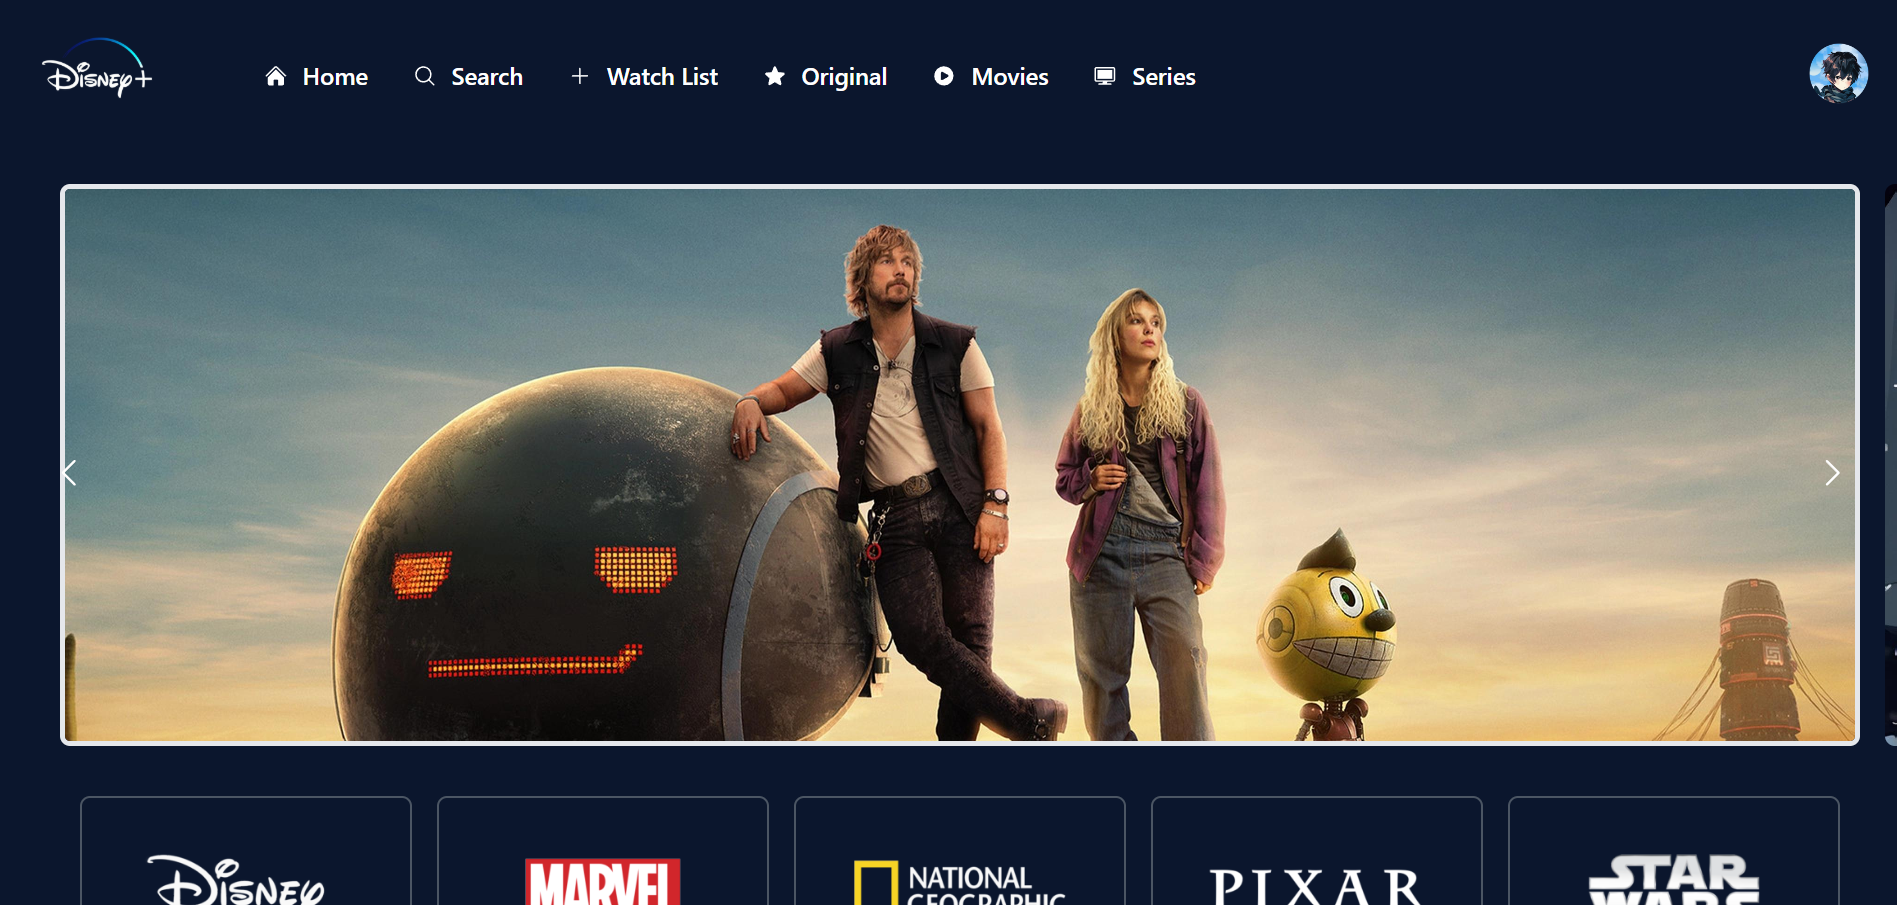 Disney+
Home
Search
Watch List
Original
Movies
Series
Disney
MARVEL
NATIONAL
GEOGRAPHIC
PIXAR
STAR
WARS